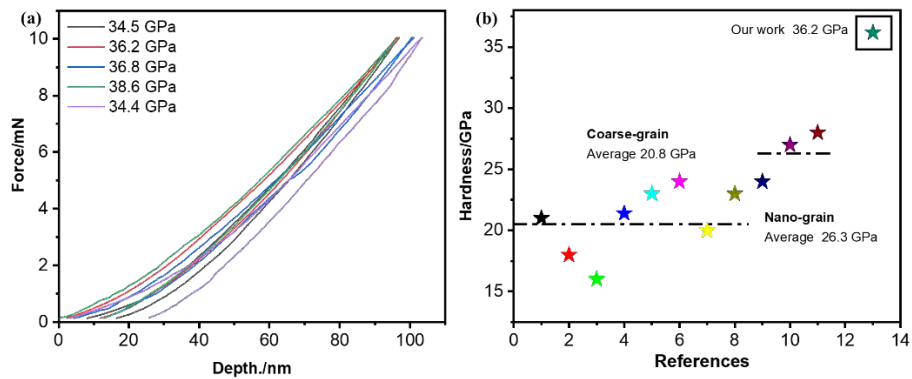 (a)
34.5 GPa
36.2 GPa
36.8 GPa
38.6 GPa
34.4 GPa
10
8
6
4
2
0
0 20 40 60 80 100
Force/mN
Depth./nm
(b)
Our work 36.2 GPa
Coarse-grain
Average 20.8 GPa
Nano-grain
Average 26.3 GPa
35
30
25
20
15
0 2 4 6 8 10 12 14
Hardness/GPa
References